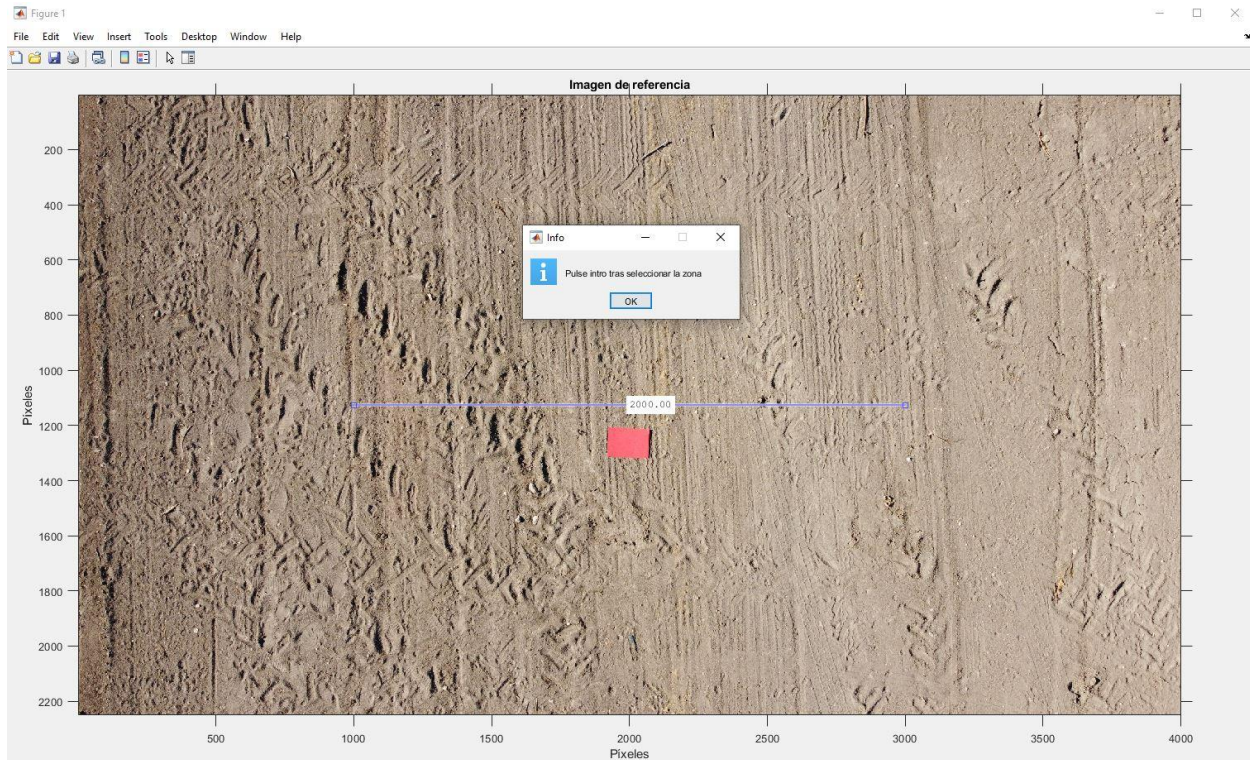 Figure 1
File Edit View Insert Tools Desktop Window Help
Imagen de referencia
Info
Pulse intro tras seleccionar la zona
OK
2000.00
Pixeles
200
400
600
800
1000
1200
1400
1600
1800
2000
2200
500 1000 1500 2000 2500 3000 3500 4000
Pixeles